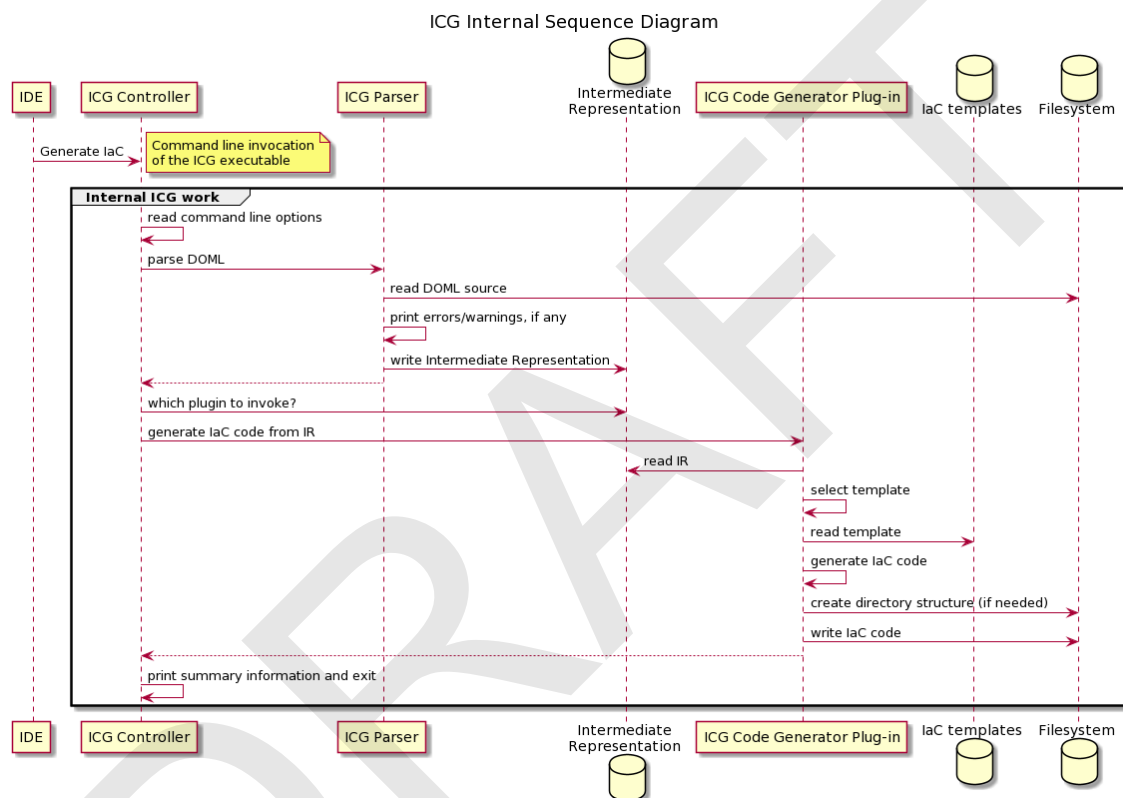 ICG Internal Sequence Diagram
IDE
ICG Controller
ICG Parser
Intermediate
Representation
ICG Code Generator Plug-in
IaC templates
Filesystem
Generate IaC
Command line invocation
of the ICG executable
Internal ICG work
read command line options
parse DOML
read DOML source
print errors/warnings, if any
write Intermediate Representation
which plugin to invoke?
generate IaC code from IR
read IR
select template
read template
generate IaC code
create directory structure (if needed)
write IaC code
print summary information and exit
IDE
ICG Controller
ICG Parser
Intermediate
Representation
ICG Code Generator Plug-in
IaC templates
Filesystem
DRAFT